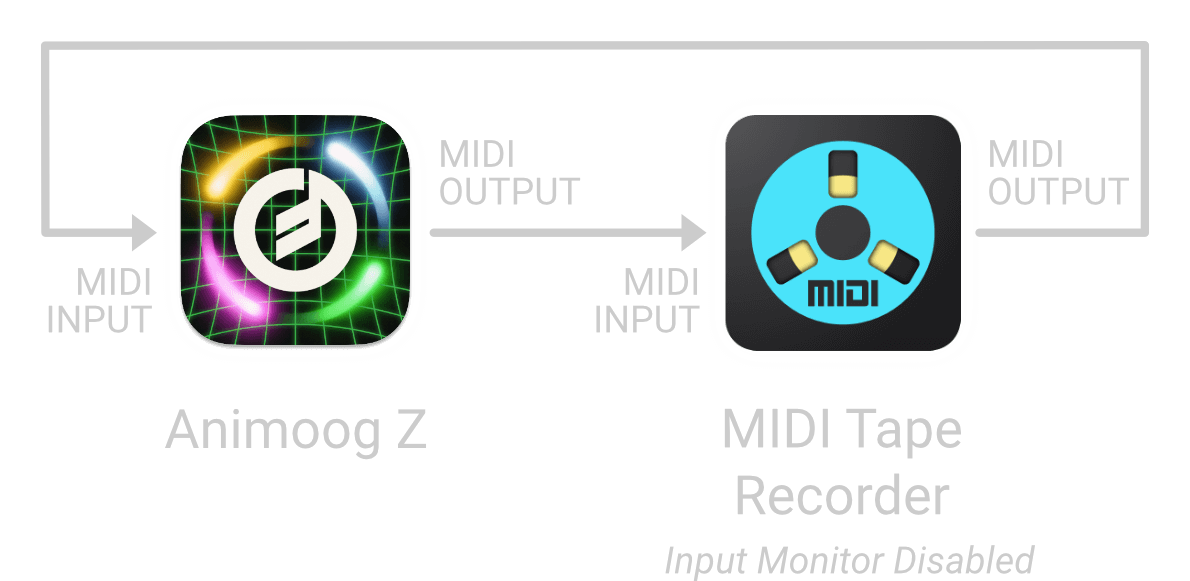 MIDI
OUTPUT
MIDI
OUTPUT
MIDI
INPUT
MIDI
INPUT
MIDI
Animoog Z
MIDI Tape
Recorder
Input Monitor Disabled